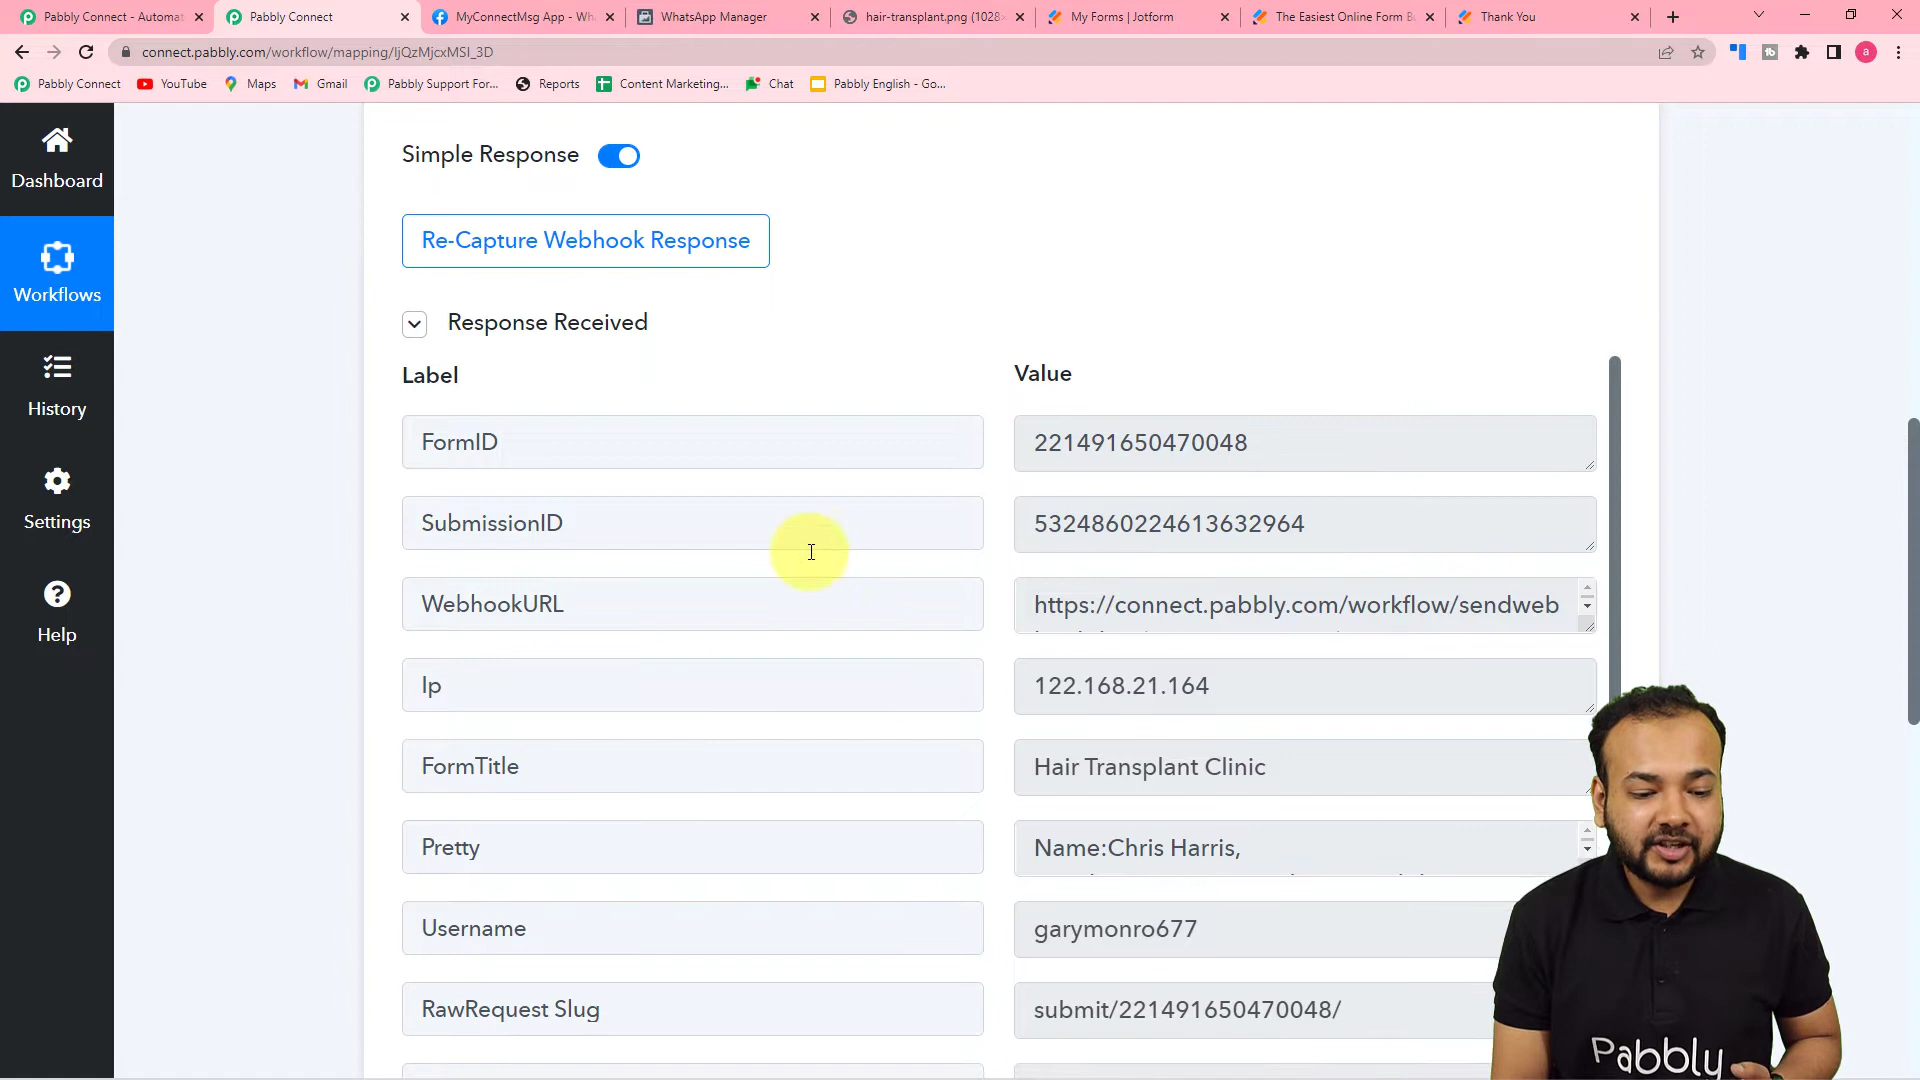 Pabbly Connect - Automat
Pabbly Connect
MyConnectMsg App - Wh
WhatsApp Manager
hair-transplant.png (1028
My Forms | Jotform
The Easiest Online Form B
Thank You
connect.pabbly.com/workflow/mapping/IjQzMjcxMSI_3D
a
Pabbly Connect
YouTube
Maps
Gmail
Pabbly Support For...
Reports
Content Marketing...
Chat
Pabbly English - Go...
Dashboard
Workflows
History
Settings
Help
Simple Response
Re-Capture Webhook Response
Response Received
Label Value
FormID 221491650470048
SubmissionID 5324860224613632964
WebhookURL https://connect.pabbly.com/workflow/sendweb
Ip 122.168.21.164
FormTitle Hair Transplant Clinic
Pretty Name:Chris Harris,
Username garymonro677
RawRequest Slug submit/221491650470048/
Pabbly